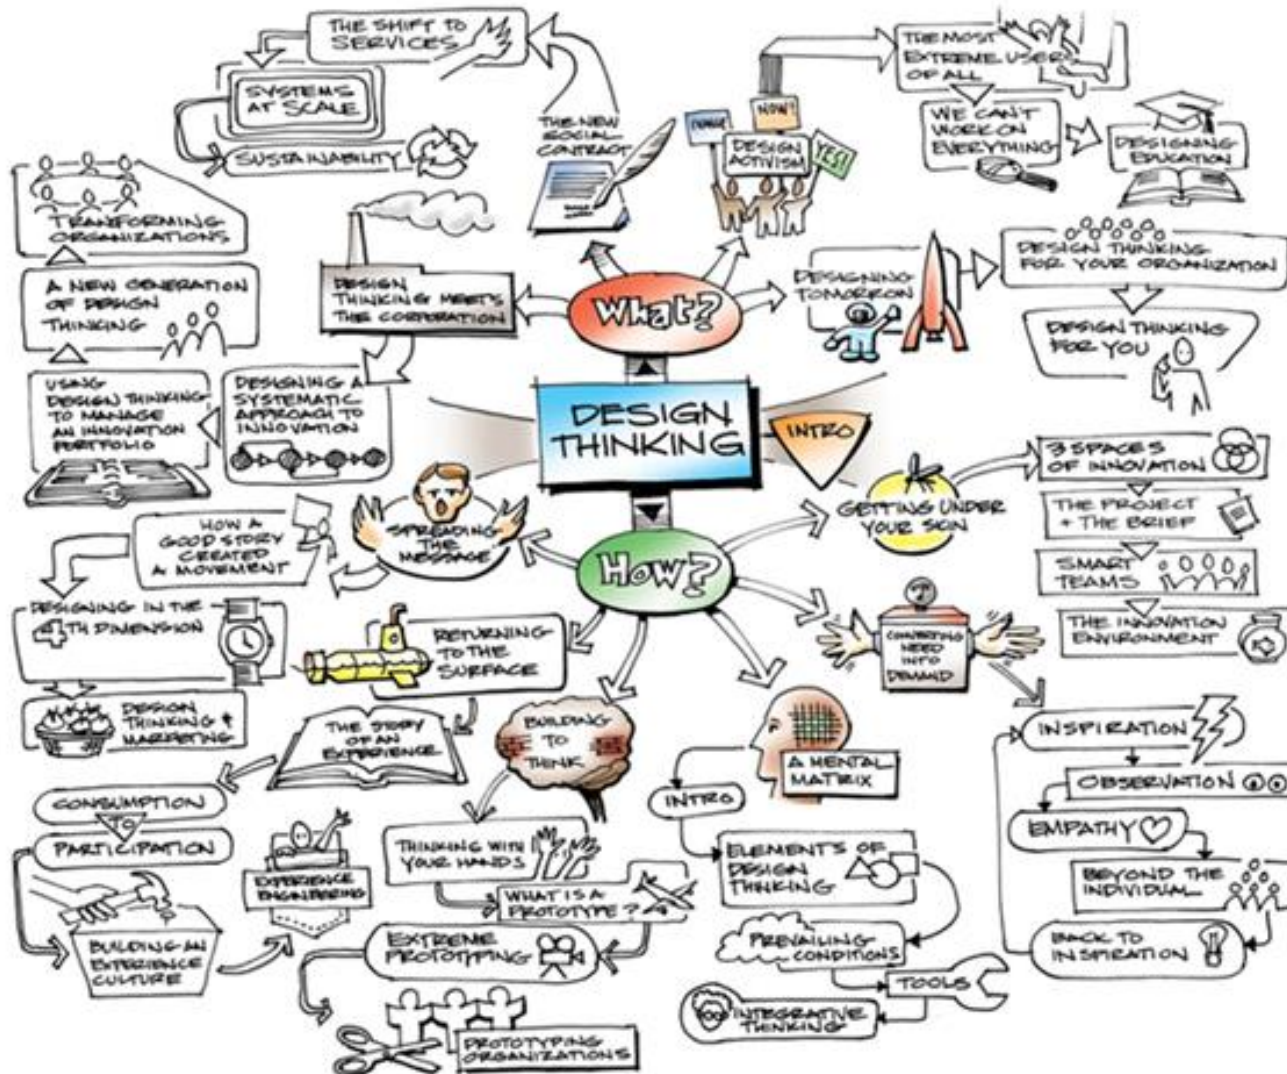 THE SHIFT TO
SERVICES
SYSTEMS
AT SCALE
SUSTAINABILITY
THE NEW
SOCIAL
CONTRACT
NOW!
DESIGN
ACTIVISM
YES!
THE MOST
EXTREME USERS
OF ALL
WE CAN'T
WORK ON
EVERYTHING
DESIGNING
EDUCATION
TRANSFORMING
ORGANIZATIONS
A NEW GENERATION
OF DESIGN
THINKING
USING
DESIGN THINKING
TO MANAGE
AN INNOVATION
PORTFOLIO
DESIGNING A
SYSTEMATIC
APPROACH TO
INNOVATION
DESIGN
THINKING MEETS
THE CORPORATION
What?
DESIGNING
TOMORROW
DESIGN THINKING
FOR YOUR ORGANIZATION
DESIGN THINKING
FOR YOU
DESIGN
THINKING
INTRO
GETTING UNDER
YOUR SKIN
3 SPACES
OF INNOVATION
THE PROJECT
+ THE BRIEF
SMART
TEAMS
THE INNOVATION
ENVIRONMENT
How?
SPREADING
THE
MESSAGE
HOW A
GOOD STORY
CREATED
A MOVEMENT
DESIGNING IN THE
4TH DIMENSION
DESIGN
THINKING +
MARKETING
RETURNING
TO THE
SURFACE
THE STORY
OF AN
EXPERIENCE
CONSUMPTION
TO
PARTICIPATION
BUILDING AN
EXPERIENCE
CULTURE
EXPERIENCE
ENGINEERING
BUILDING
TO
THINK
THINKING WITH
YOUR HANDS
WHAT IS A
PROTOTYPE?
EXTREME
PROTOTYPING
PROTOTYPING
ORGANIZATIONS
A MENTAL
MATRIX
INTRO
ELEMENTS OF
DESIGN
THINKING
PREVAILING
CONDITIONS
TOOLS
INTEGRATIVE
THINKING
CONVERTING
NEED
INTO
DEMAND
INSPIRATION
OBSERVATION
EMPATHY
BEYOND THE
INDIVIDUAL
BACK TO
INSPIRATION